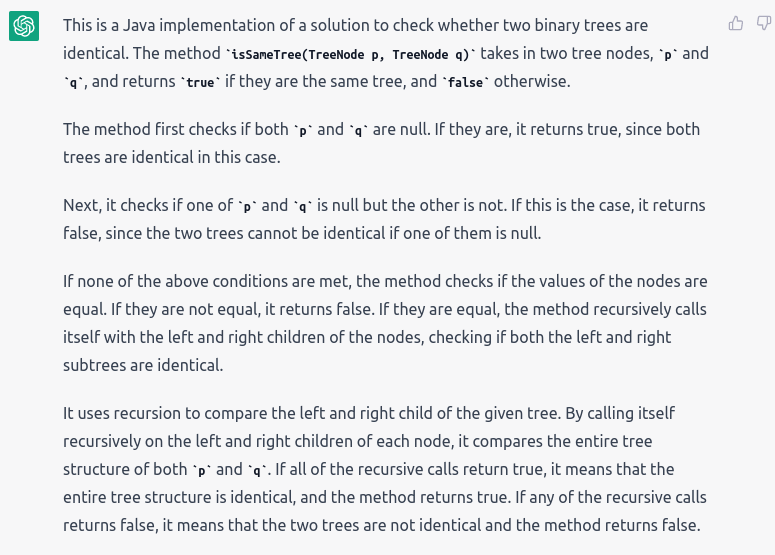 This is a Java implementation of a solution to check whether two binary trees are
identical. The method `isSameTree(TreeNode p, TreeNode q)` takes in two tree nodes, `p` and
`q`, and returns `true` if they are the same tree, and `false` otherwise.
The method first checks if both `p` and `q` are null. If they are, it returns true, since both
trees are identical in this case.
Next, it checks if one of `p` and `q` is null but the other is not. If this is the case, it returns
false, since the two trees cannot be identical if one of them is null.
If none of the above conditions are met, the method checks if the values of the nodes are
equal. If they are not equal, it returns false. If they are equal, the method recursively calls
itself with the left and right children of the nodes, checking if both the left and right
subtrees are identical.
It uses recursion to compare the left and right child of the given tree. By calling itself
recursively on the left and right children of each node, it compares the entire tree
structure of both `p` and `q`. If all of the recursive calls return true, it means that the
entire tree structure is identical, and the method returns true. If any of the recursive calls
returns false, it means that the two trees are not identical and the method returns false.